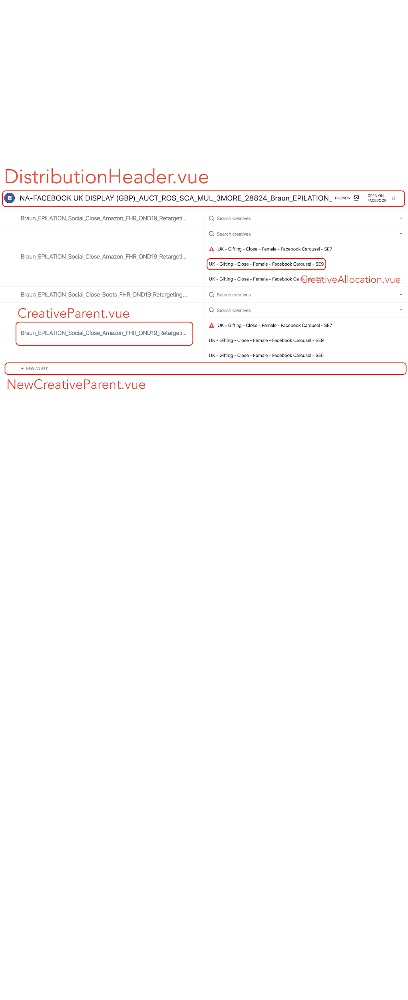 DistributionHeader.vue
NA-FACEBOOK UK DISPLAY (GBP)_AUCT_ROS_SCA_MUL_3MORE_28824_Braun_EPILATION_ PREVIEW OPEN ON FACEBOOK
Braun_EPILATION_Social_Close_Amazon_FHR_OND19_Retargeti... Search creatives
Search creatives
UK - Gifting - Close - Female - Facebook Carousel - SE7
Braun_EPILATION_Social_Close_Amazon_FHR_OND19_Retargeti...
UK - Gifting - Close - Female - Facebook Carousel - SE9
UK - Gifting - Close - Female - Facebook Carousel - SE5
CreativeAllocation.vue
Braun_EPILATION_Social_Close_Boots_FHR_OND19_Retargeting... Search creatives
CreativeParent.vue
Search creatives
UK - Gifting - Close - Female - Facebook Carousel - SE7
Braun_EPILATION_Social_Close_Amazon_FHR_OND19_Retargeti...
UK - Gifting - Close - Female - Facebook Carousel - SE9
UK - Gifting - Close - Female - Facebook Carousel - SE5
+ NEW AD SET
NewCreativeParent.vue